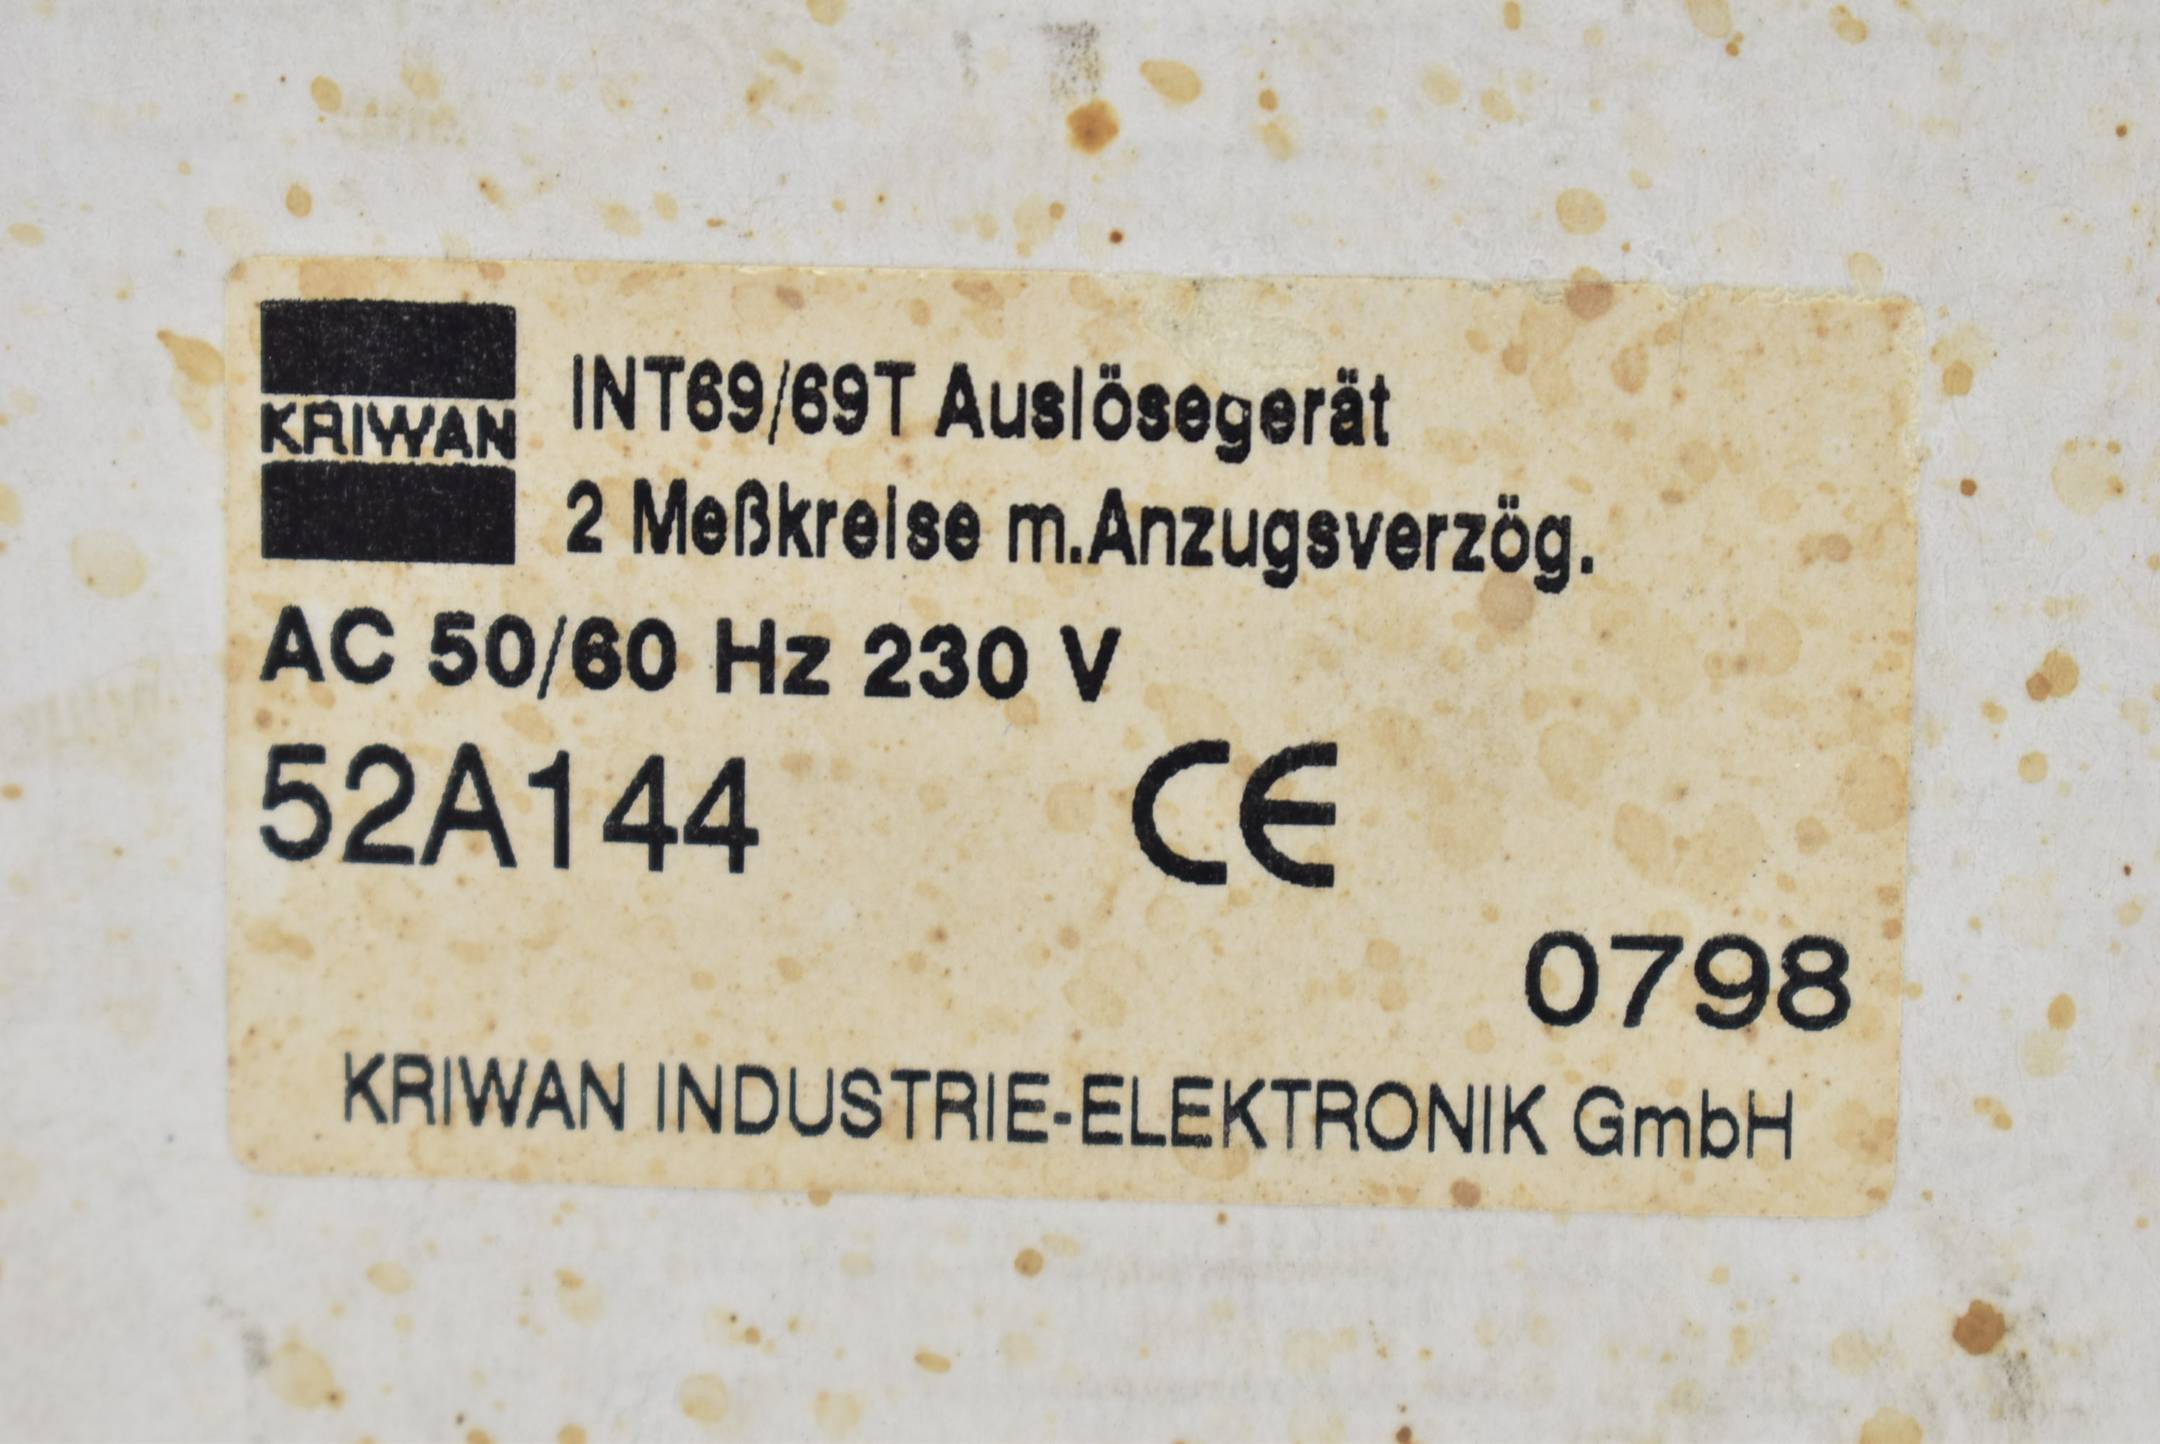 KRIWAN
INT69/69T Auslösegerät
2 Meßkreise m.Anzugsverzög.
AC 50/60 Hz 230 V
52A144 CE
0798
KRIWAN INDUSTRIE-ELEKTRONIK GmbH